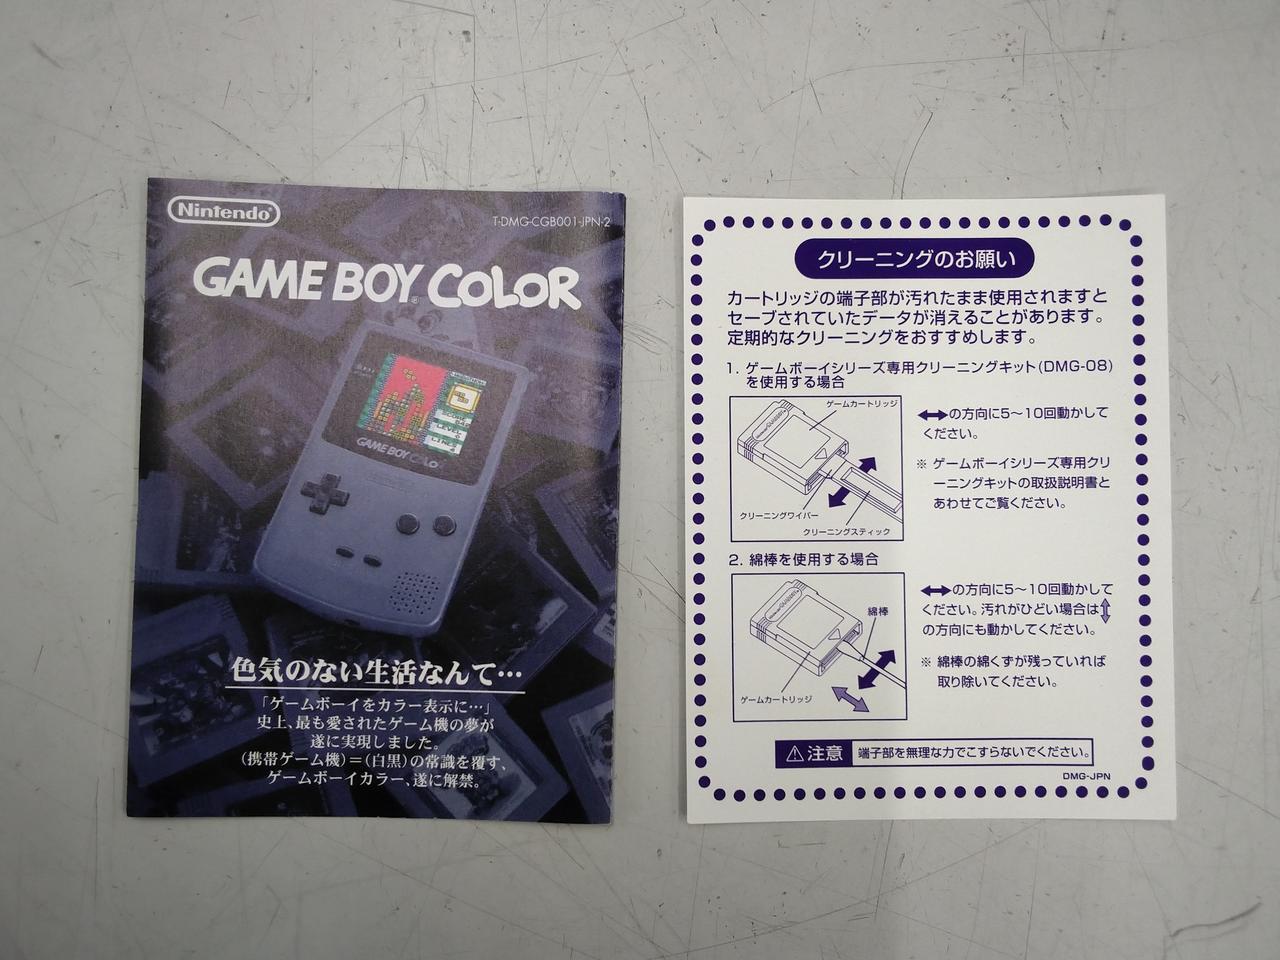 Nintendo
T-DMG-CGB001-JPN-2
GAME BOY COLOR
GAME BOY COLOR
色気のない生活なんて…
「ゲームボーイをカラー表示に…」
史上、最も愛されたゲーム機の夢が
遂に実現しました。
(携帯ゲーム機)=(白黒)の常識を覆す、
ゲームボーイカラー、遂に解禁。
クリーニングのお願い
カートリッジの端子部が汚れたまま使用されますと
セーブされていたデータが消えることがあります。
定期的なクリーニングをおすすめします。
1. ゲームボーイシリーズ専用クリーニングキット(DMG-08)
を使用する場合
ゲームカートリッジ
クリーニングワイパー
クリーニングスティック
↔の方向に5〜10回動かして
ください。
※ ゲームボーイシリーズ専用クリ
ーニングキットの取扱説明書と
あわせてご覧ください。
2. 綿棒を使用する場合
綿棒
ゲームカートリッジ
↔の方向に5〜10回動かして
ください。汚れがひどい場合は⇕
の方向にも動かしてください。
※ 綿棒の綿くずが残っていれば
取り除いてください。
⚠注意 端子部を無理な力でこすらないでください。
DMG-JPN